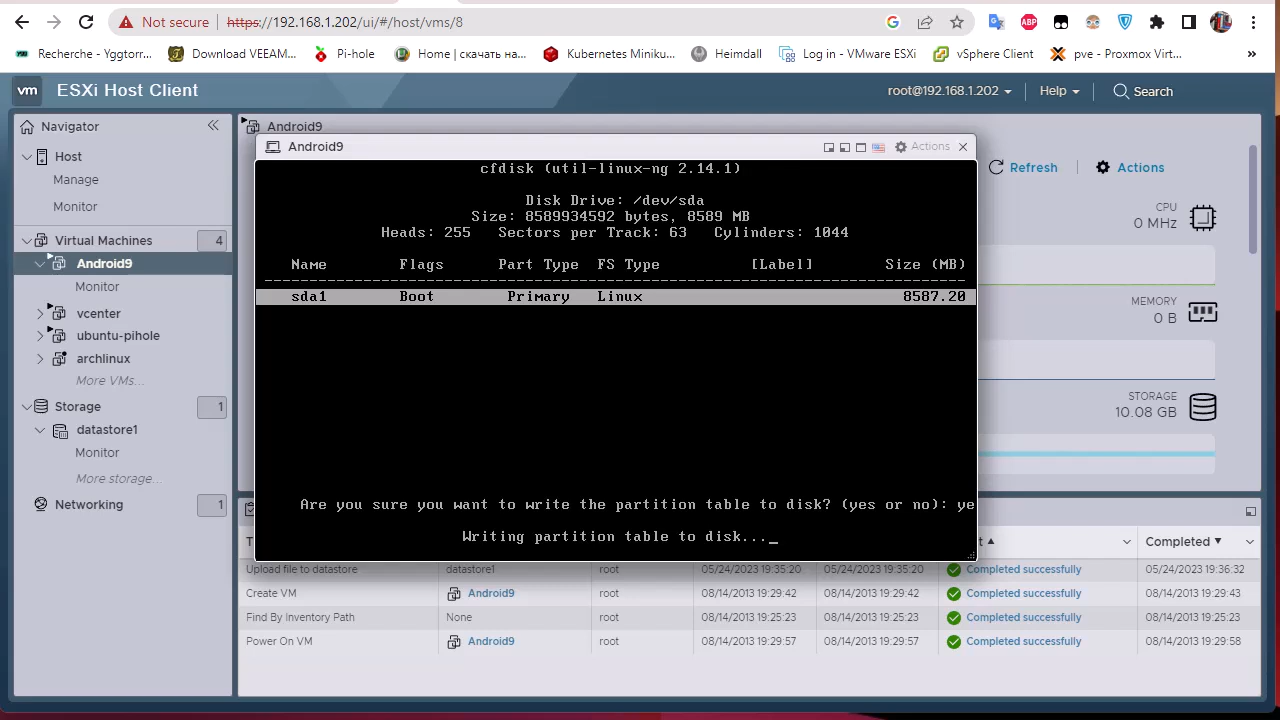 Not secure https://192.168.1.202/ui/#/host/vms/8
Recherche - Yggtorr... Download VEEAM... Pi-hole Home | скачать на... Kubernetes Miniku... Heimdall Log in - VMware ESXi vSphere Client pve - Proxmox Virt... »
vm ESXi Host Client root@192.168.1.202 Help Search
Navigator
Host
Manage
Monitor
Virtual Machines 4
Android9
Monitor
vcenter
ubuntu-pihole
archlinux
More VMs...
Storage 1
datastore1
Monitor
More storage...
Networking 1
Android9
Refresh Actions
CPU
0 MHz
MEMORY
0 B
STORAGE
10.08 GB
Android9 Actions
cfdisk (util-linux-ng 2.14.1)
Disk Drive: /dev/sda
Size: 8589934592 bytes, 8589 MB
Heads: 255 Sectors per Track: 63 Cylinders: 1044
Name Flags Part Type FS Type [Label] Size (MB)
sda1 Boot Primary Linux 8587.20
Are you sure you want to write the partition table to disk? (yes or no): ye
Writing partition table to disk..._
Completed
Upload file to datastore datastore1 root 05/24/2023 19:35:20 05/24/2023 19:35:20 Completed successfully 05/24/2023 19:36:32
Create VM Android9 root 08/14/2013 19:29:42 08/14/2013 19:29:42 Completed successfully 08/14/2013 19:29:43
Find By Inventory Path None root 08/14/2013 19:25:23 08/14/2013 19:25:23 Completed successfully 08/14/2013 19:25:23
Power On VM Android9 root 08/14/2013 19:29:57 08/14/2013 19:29:57 Completed successfully 08/14/2013 19:29:58